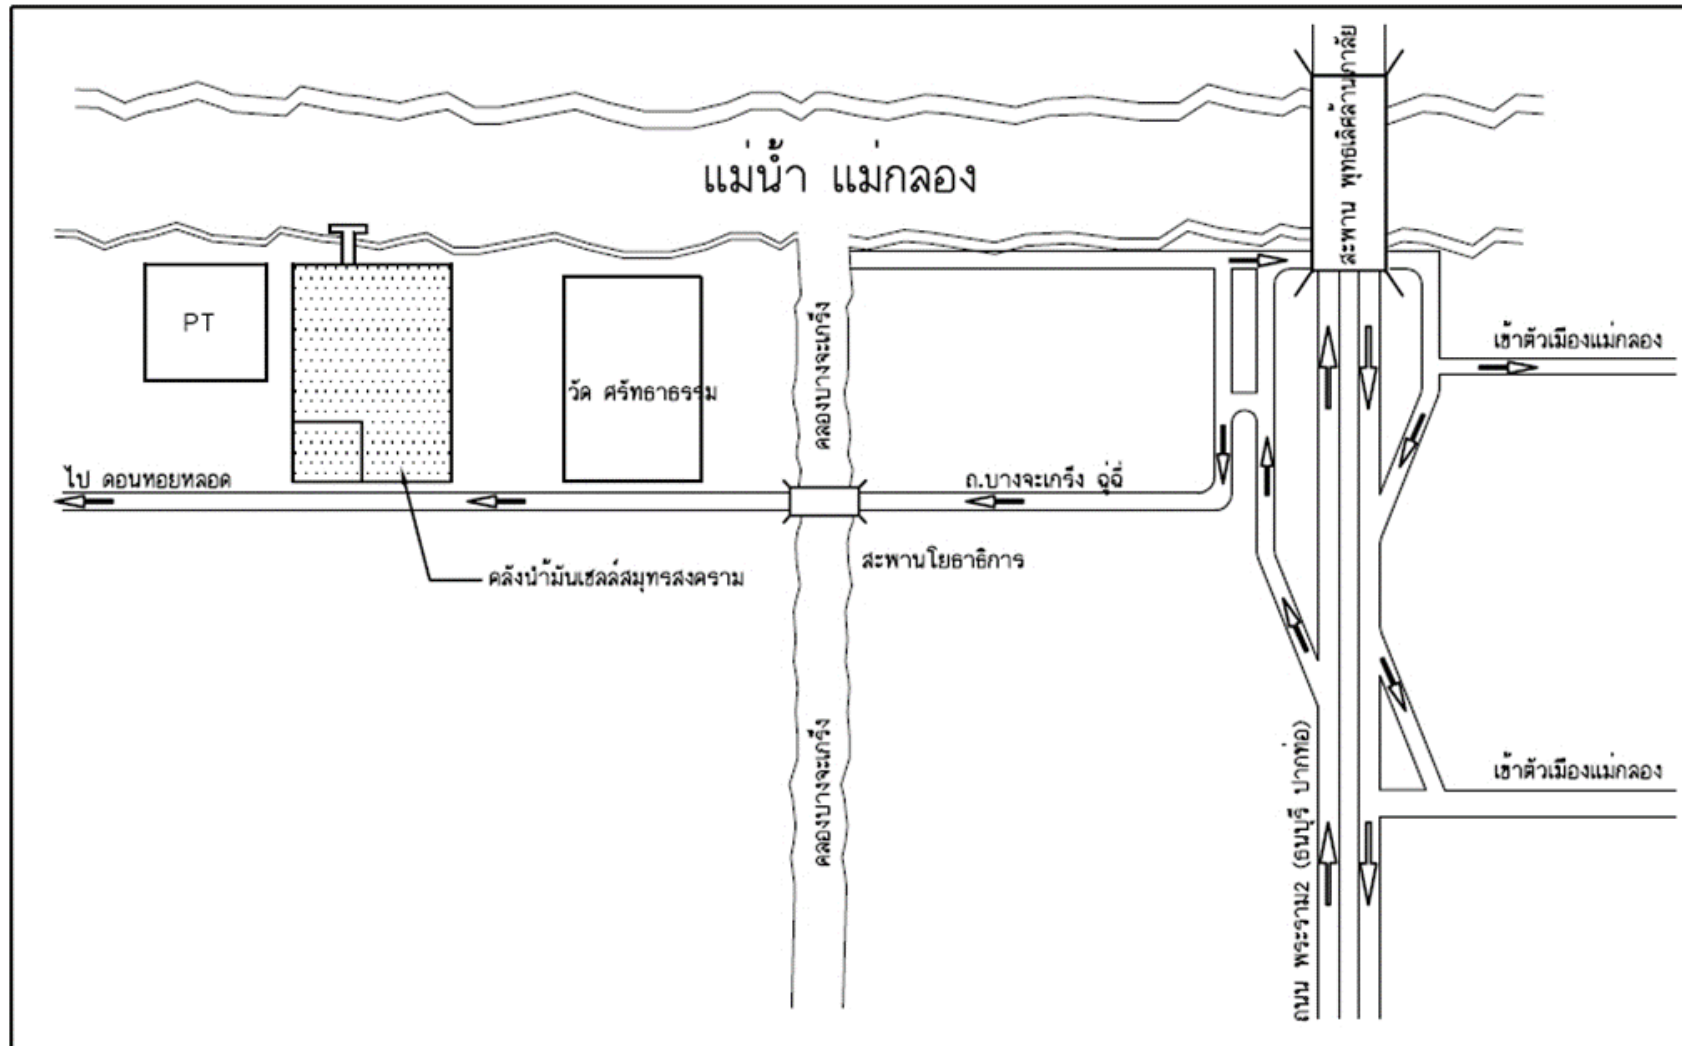 สะพาน พุทธเลิศล้านภาลัย
แม่น้ำ แม่กลอง
PT
วัด ศรัทธาธรรม
คลองบางจะเกร็ง
เข้าตัวเมืองแม่กลอง
ไป ดอนหอยหลอด
ถ.บางจะเกร็ง ฉู่ฉี่
สะพานโยธาธิการ
คลังน้ำมันเชลล์สมุทรสงคราม
คลองบางจะเกร็ง
ถนน พระราม2 (ธนบุรี ปากท่อ)
เข้าตัวเมืองแม่กลอง